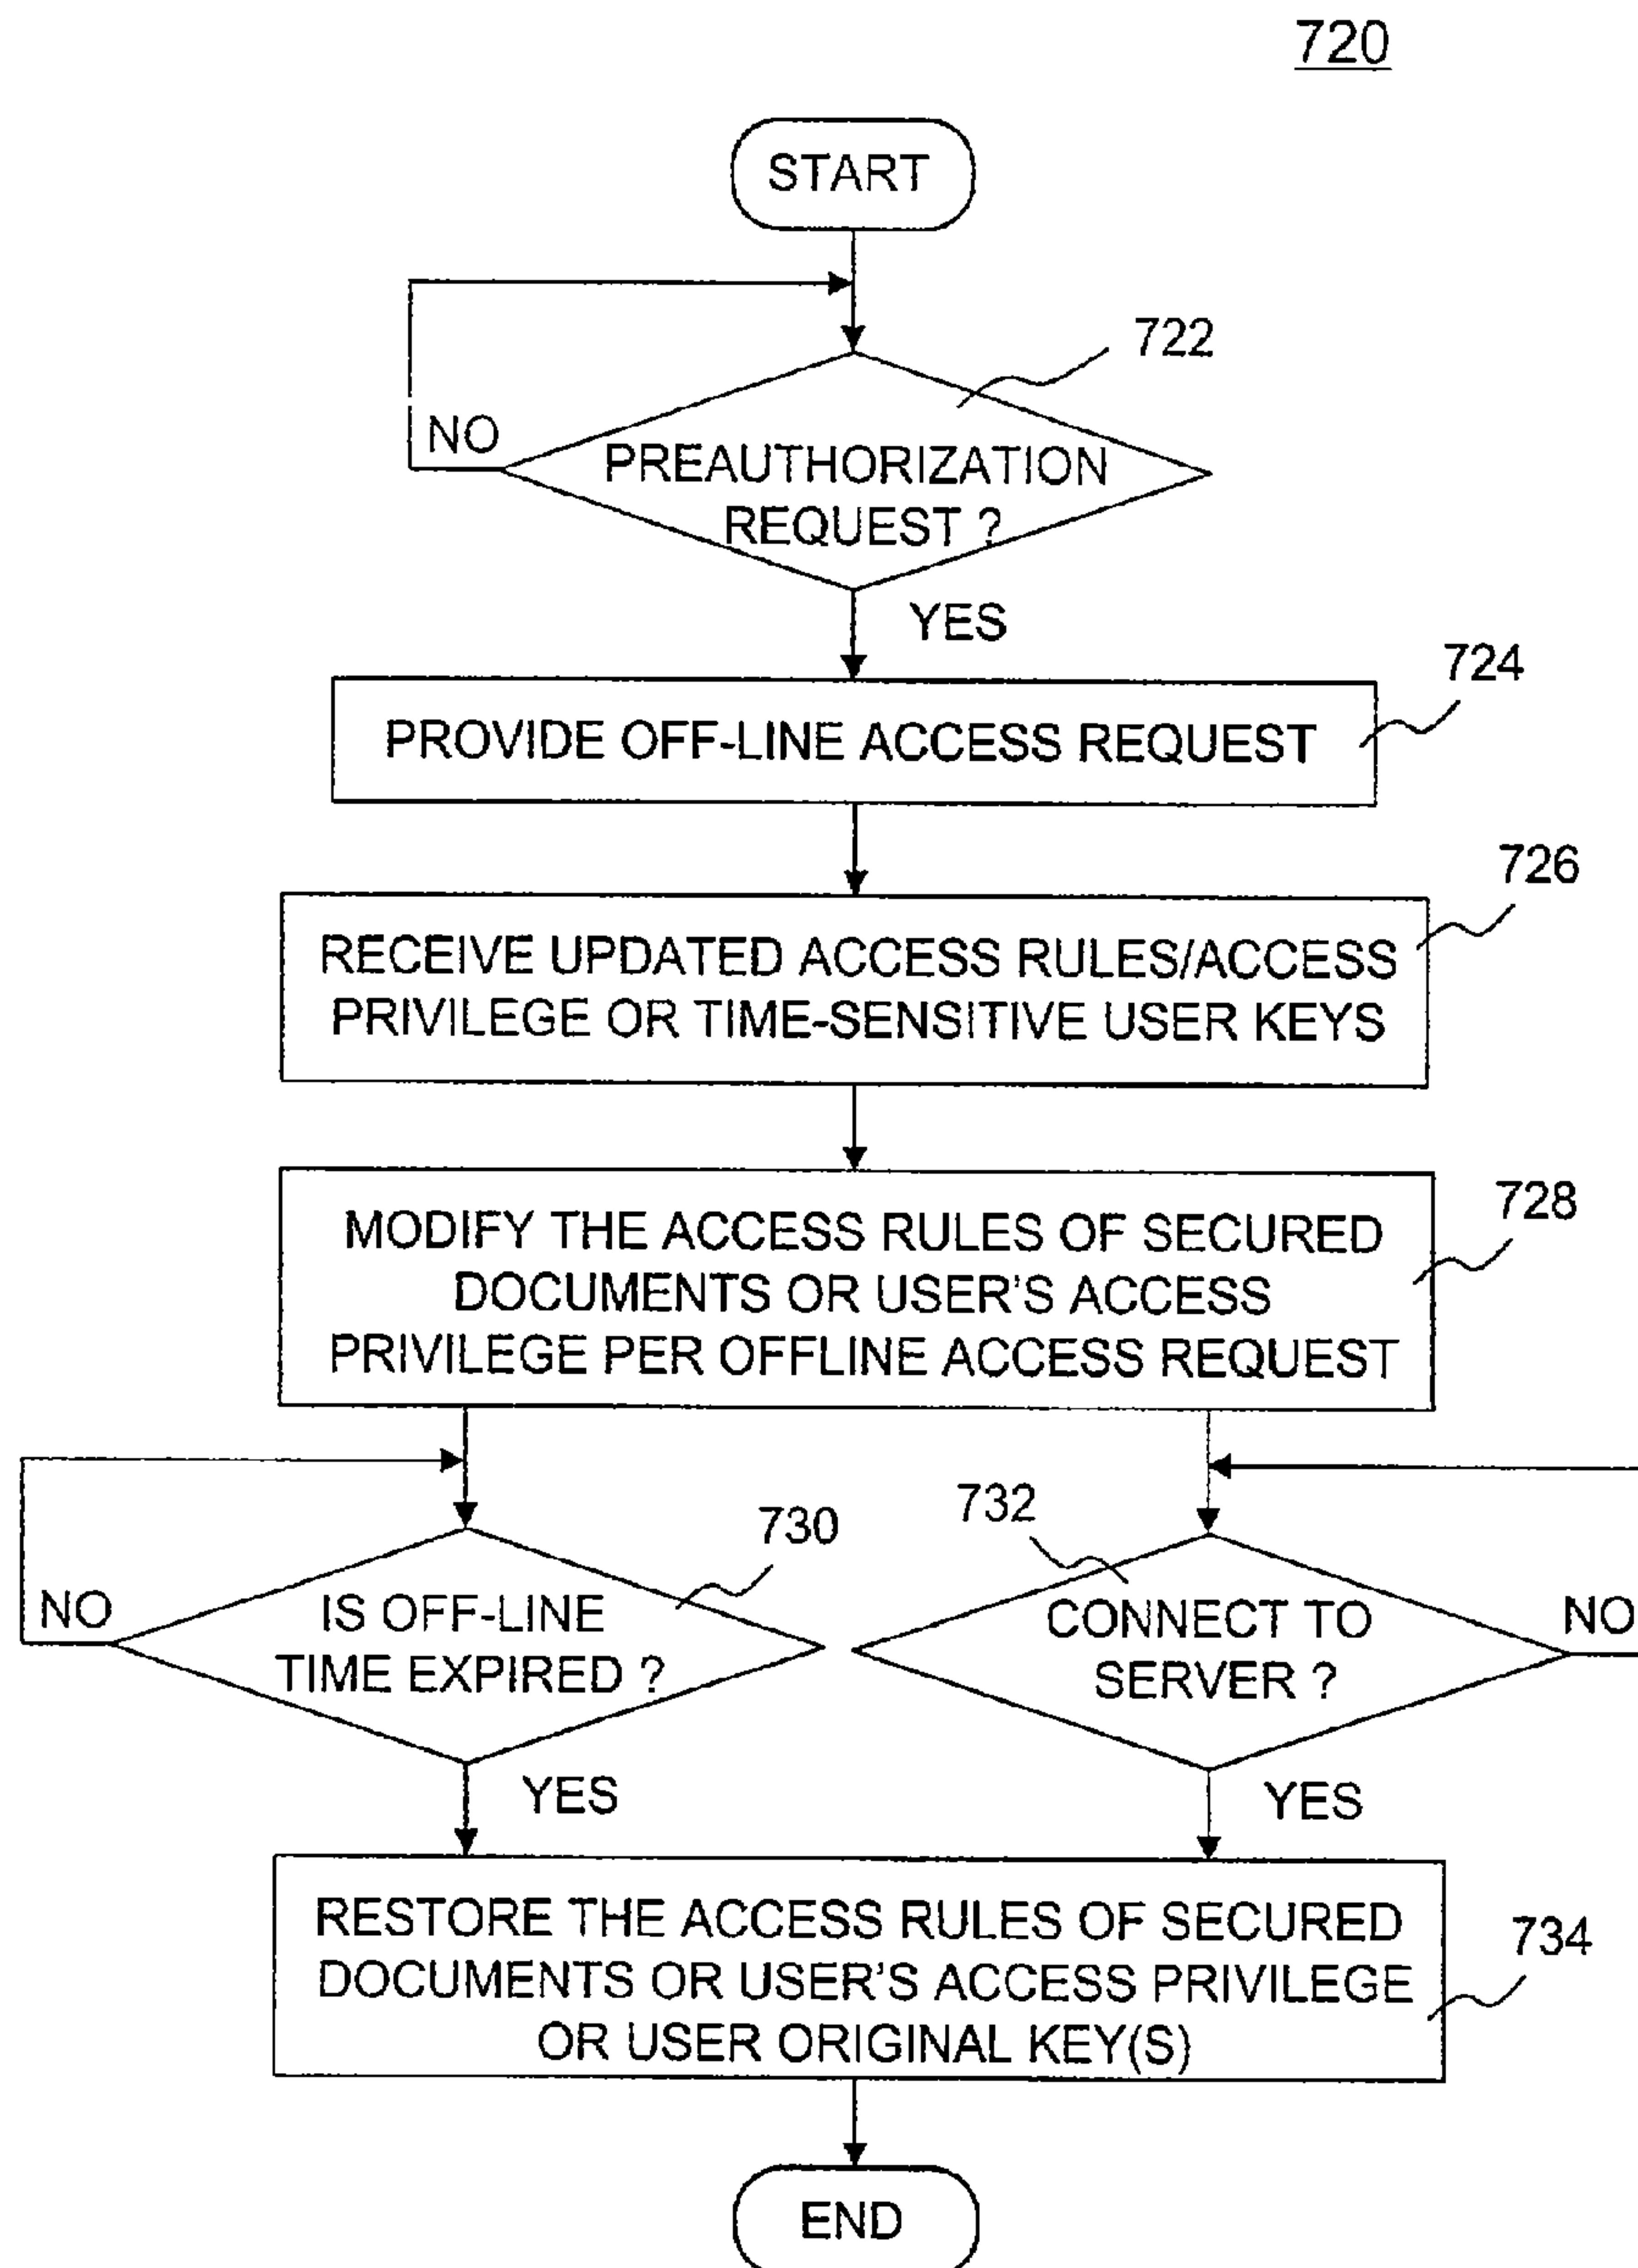 720
START
722
NO
PREAUTHORIZATION
REQUEST ?
YES
724
PROVIDE OFF-LINE ACCESS REQUEST
726
RECEIVE UPDATED ACCESS RULES/ACCESS
PRIVILEGE OR TIME-SENSITIVE USER KEYS
728
MODIFY THE ACCESS RULES OF SECURED
DOCUMENTS OR USER'S ACCESS
PRIVILEGE PER OFFLINE ACCESS REQUEST
730
NO
IS OFF-LINE
TIME EXPIRED ?
YES
732
CONNECT TO
SERVER ?
NO
YES
RESTORE THE ACCESS RULES OF SECURED
DOCUMENTS OR USER'S ACCESS PRIVILEGE
OR USER ORIGINAL KEY(S)
734
END